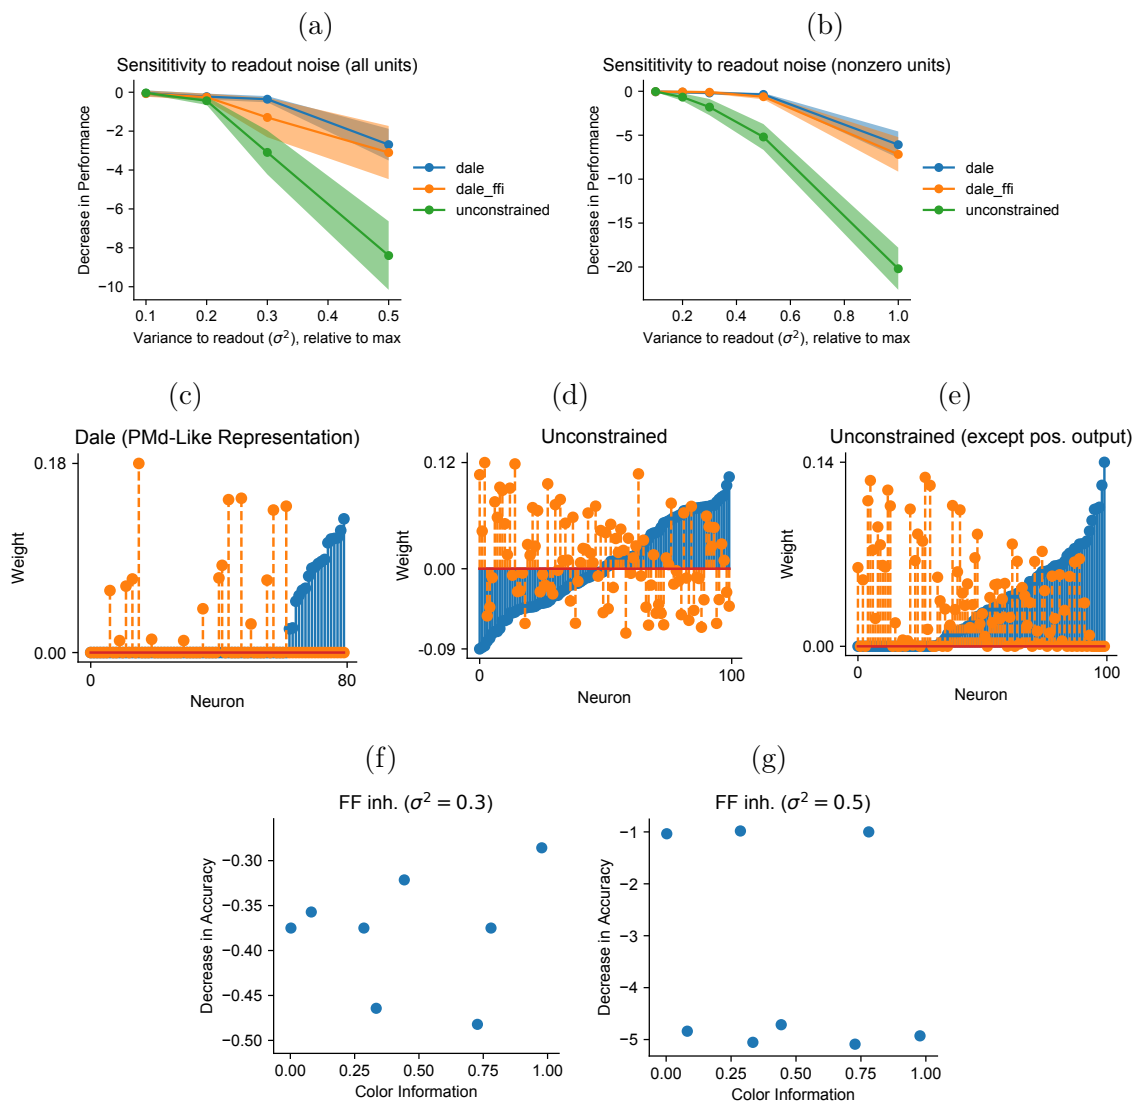 (a)
Sensititivity to readout noise (all units)
0
−2
−4
−6
−8
−10
Decrease in Performance
0.1
0.2
0.3
0.4
0.5
Variance to readout (σ²), relative to max
dale
dale_ffi
unconstrained
(b)
Sensititivity to readout noise (nonzero units)
0
−5
−10
−15
−20
Decrease in Performance
0.2
0.4
0.6
0.8
1.0
Variance to readout (σ²), relative to max
dale
dale_ffi
unconstrained
(c)
Dale (PMd-Like Representation)
0.18
0.00
Weight
0
80
Neuron
(d)
Unconstrained
0.12
0.00
-0.09
Weight
0
100
Neuron
(e)
Unconstrained (except pos. output)
0.14
0.00
Weight
0
100
Neuron
(f)
FF inh. (σ² = 0.3)
−0.30
−0.35
−0.40
−0.45
−0.50
Decrease in Accuracy
0.00
0.25
0.50
0.75
1.00
Color Information
(g)
FF inh. (σ² = 0.5)
−1
−2
−3
−4
−5
Decrease in Accuracy
0.00
0.25
0.50
0.75
1.00
Color Information